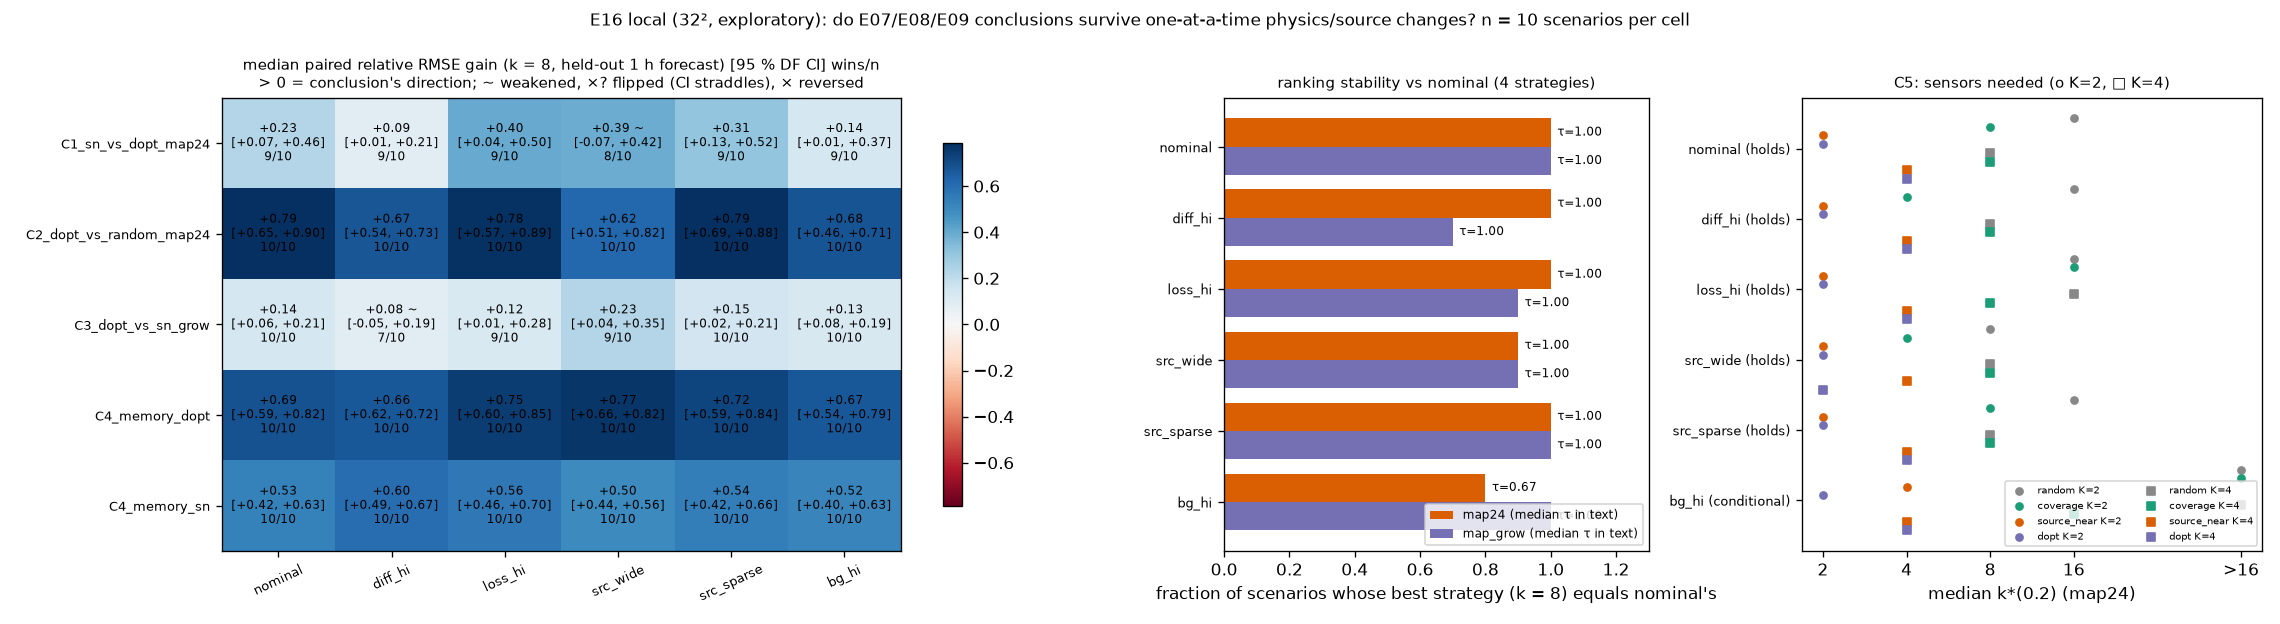 E16 local (32², exploratory): do E07/E08/E09 conclusions survive one-at-a-time physics/source changes? n = 10 scenarios per cell
median paired relative RMSE gain (k = 8, held-out 1 h forecast) [95 % DF CI] wins/n
> 0 = conclusion's direction; ~ weakened, ×? flipped (CI straddles), × reversed
C1_sn_vs_dopt_map24
+0.23 +0.09 +0.40 +0.39 ~ +0.31 +0.14
[+0.07, +0.46] [+0.01, +0.21] [+0.04, +0.50] [-0.07, +0.42] [+0.13, +0.52] [+0.01, +0.37]
9/10 9/10 9/10 8/10 9/10 9/10
C2_dopt_vs_random_map24
+0.79 +0.67 +0.78 +0.62 +0.79 +0.68
[+0.65, +0.90] [+0.54, +0.73] [+0.57, +0.89] [+0.51, +0.82] [+0.69, +0.88] [+0.46, +0.71]
10/10 10/10 10/10 10/10 10/10 10/10
C3_dopt_vs_sn_grow
+0.14 +0.08 ~ +0.12 +0.23 +0.15 +0.13
[+0.06, +0.21] [-0.05, +0.19] [+0.01, +0.28] [+0.04, +0.35] [+0.02, +0.21] [+0.08, +0.19]
10/10 7/10 9/10 9/10 10/10 10/10
C4_memory_dopt
+0.69 +0.66 +0.75 +0.77 +0.72 +0.67
[+0.59, +0.82] [+0.62, +0.72] [+0.60, +0.85] [+0.66, +0.82] [+0.59, +0.84] [+0.54, +0.79]
10/10 10/10 10/10 10/10 10/10 10/10
C4_memory_sn
+0.53 +0.60 +0.56 +0.50 +0.54 +0.52
[+0.42, +0.63] [+0.49, +0.67] [+0.46, +0.70] [+0.44, +0.56] [+0.42, +0.66] [+0.40, +0.63]
10/10 10/10 10/10 10/10 10/10 10/10
nominal diff_hi loss_hi src_wide src_sparse bg_hi
0.6
0.4
0.2
0.0
−0.2
−0.4
−0.6
ranking stability vs nominal (4 strategies)
nominal
τ=1.00
τ=1.00
diff_hi
τ=1.00
τ=1.00
loss_hi
τ=1.00
τ=1.00
src_wide
τ=1.00
τ=1.00
src_sparse
τ=1.00
τ=1.00
bg_hi
τ=0.67
map24 (median τ in text)
map_grow (median τ in text)
0.0 0.2 0.4 0.6 0.8 1.0 1.2
fraction of scenarios whose best strategy (k = 8) equals nominal's
C5: sensors needed (o K=2, □ K=4)
nominal (holds)
diff_hi (holds)
loss_hi (holds)
src_wide (holds)
src_sparse (holds)
bg_hi (conditional)
random K=2 random K=4
coverage K=2 coverage K=4
source_near K=2 source_near K=4
dopt K=2 dopt K=4
2 4 8 16 >16
median k*(0.2) (map24)